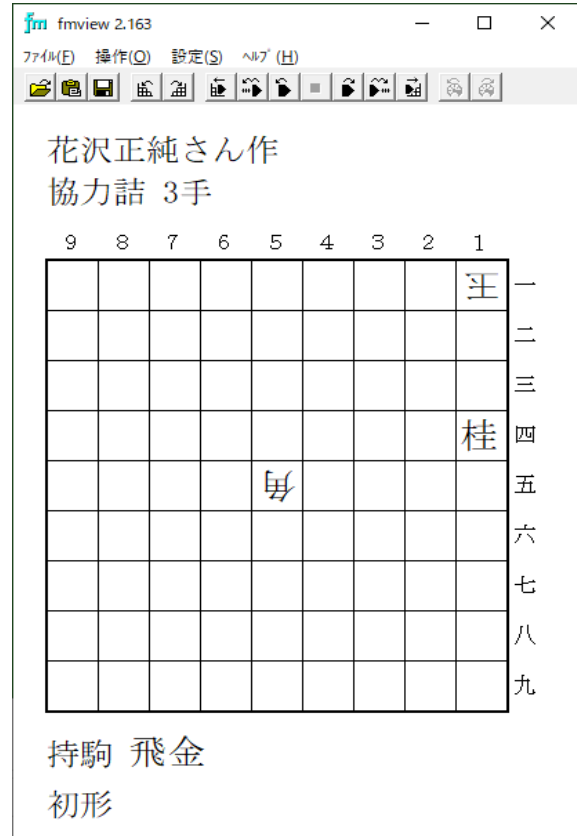 fm fmview 2.163
ﾌｧｲﾙ(F) 操作(O) 設定(S) ﾍﾙﾌﾟ(H)
花沢正純さん作
協力詰 3手
9 8 7 6 5 4 3 2 1
王 一
二
三
桂 四
角 五
六
七
八
九
持駒 飛金
初形